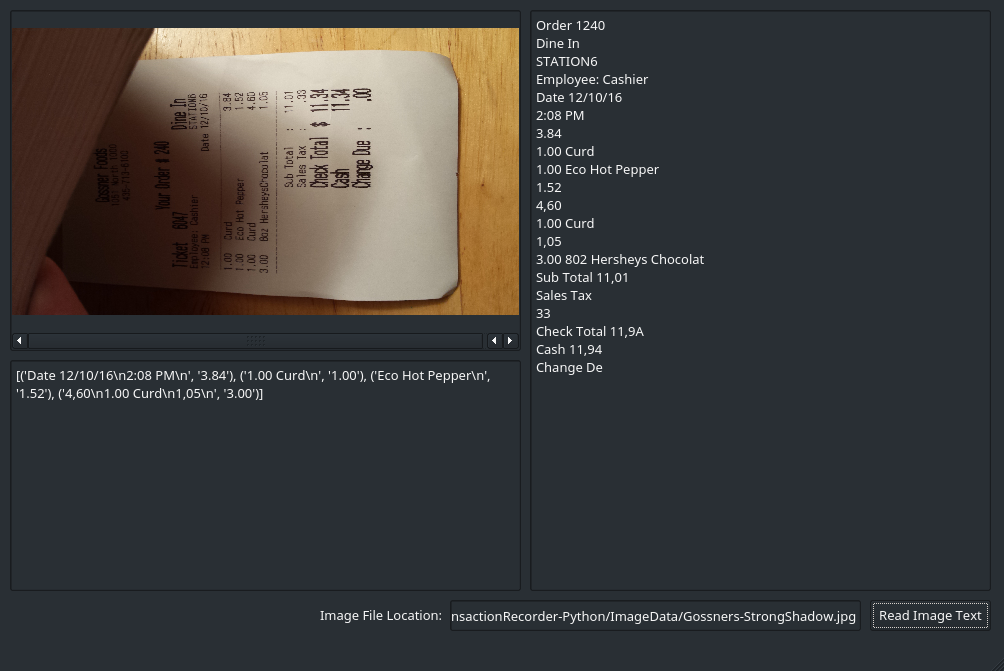 Gossner Foods
1051 North 1000
435-713-6100
Your Order # 240
Ticket 6047 Dine In
Employee: Cashier STATION6
12:08 PM Date 12/10/16
1.00 Curd 3.84
1.00 Eco Hot Pepper 1.52
1.00 Curd 4.60
3.00 8oz HersheysChocolat 1.05
Sub Total : 11.01
Sales Tax : .33
Check Total $ 11.34
Cash 11.34
Change Due : .00
[('Date 12/10/16\n2:08 PM\n', '3.84'), ('1.00 Curd\n', '1.00'), ('Eco Hot Pepper\n',
'1.52'), ('4,60\n1.00 Curd\n1,05\n', '3.00')]
Order 1240
Dine In
STATION6
Employee: Cashier
Date 12/10/16
2:08 PM
3.84
1.00 Curd
1.00 Eco Hot Pepper
1.52
4,60
1.00 Curd
1,05
3.00 802 Hersheys Chocolat
Sub Total 11,01
Sales Tax
33
Check Total 11,9A
Cash 11,94
Change De
Image File Location: nsactionRecorder-Python/ImageData/Gossners-StrongShadow.jpg Read Image Text